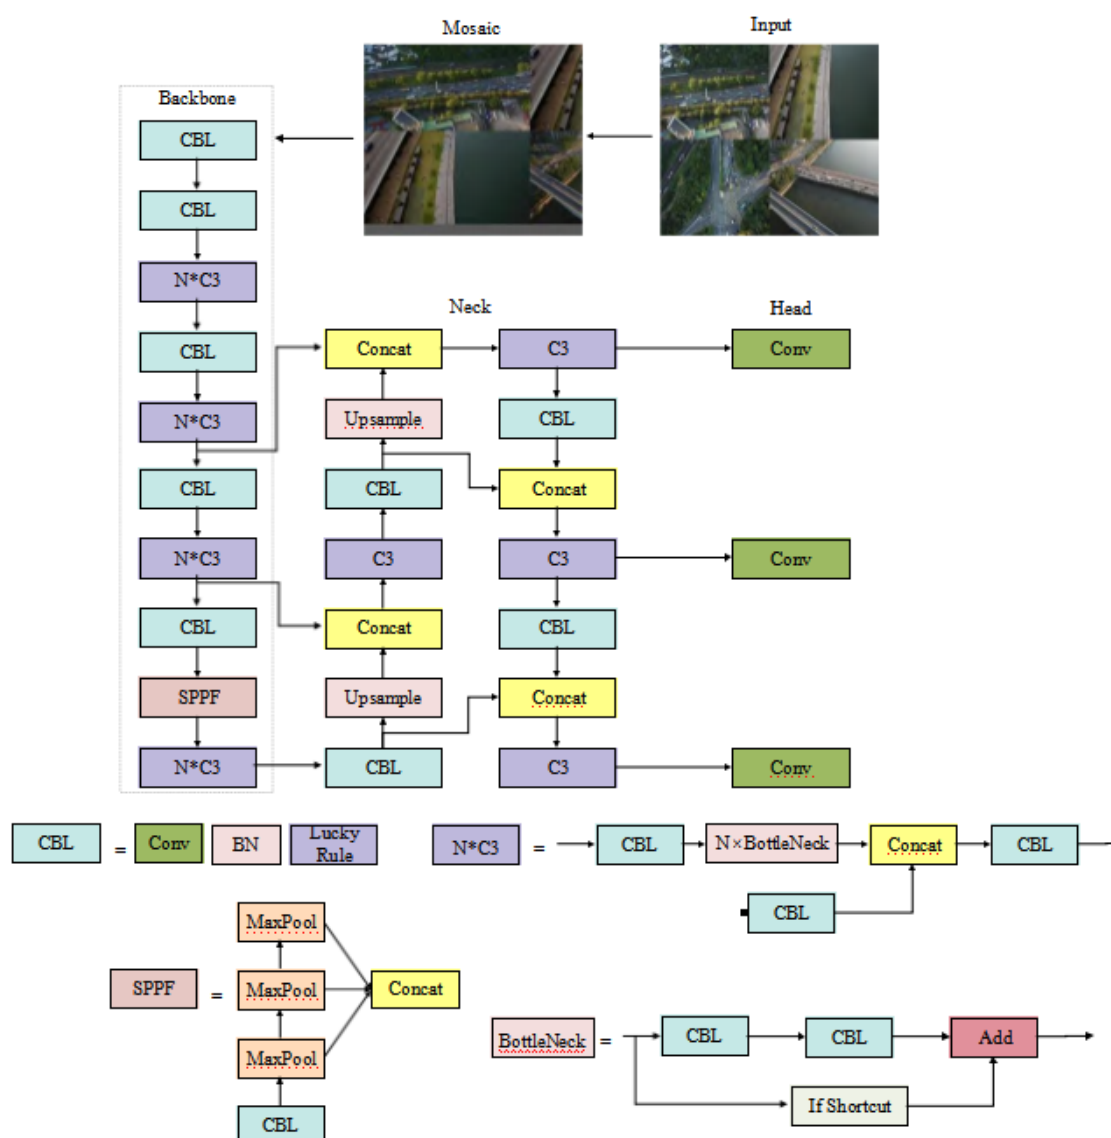 Mosaic
Input
Backbone
CBL
CBL
N*C3
CBL
N*C3
CBL
N*C3
CBL
SPPF
N*C3
Neck
Head
Concat
Upsample
CBL
C3
Concat
Upsample
CBL
C3
CBL
Concat
C3
CBL
Concat
C3
Conv
Conv
Conv
CBL
=
Conv
BN
Lucky
Rule
N*C3
=
CBL
N×BottleNeck
Concat
CBL
CBL
SPPF
=
MaxPool
MaxPool
MaxPool
CBL
Concat
BottleNeck
=
CBL
CBL
Add
If Shortcut